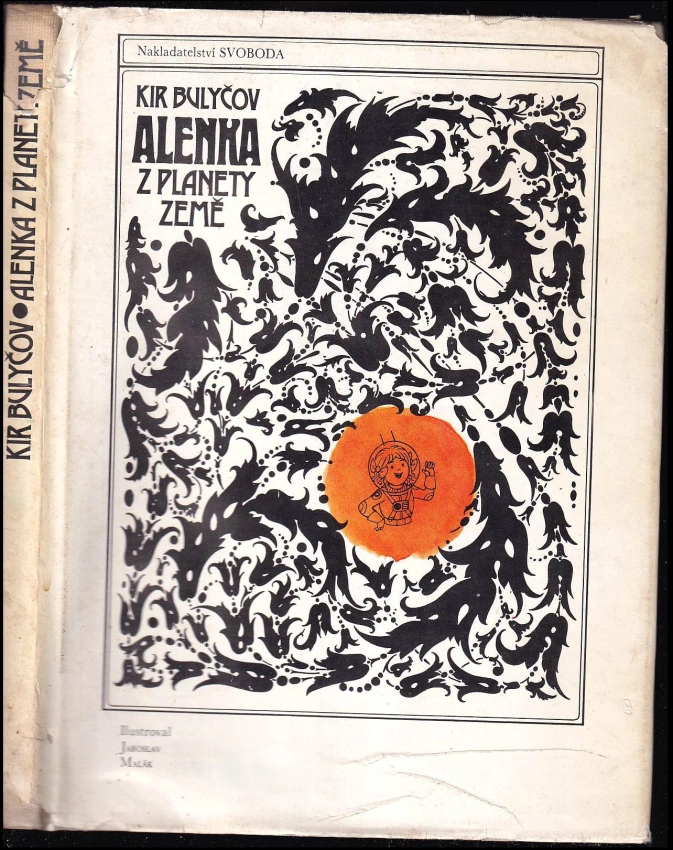 KIR BULYČOV • ALENKA Z PLANETY ZEMĚ
Nakladatelství SVOBODA
KIR BULYČOV
ALENKA
Z PLANETY
ZEMĚ
Ilustroval
Jaroslav
Malák